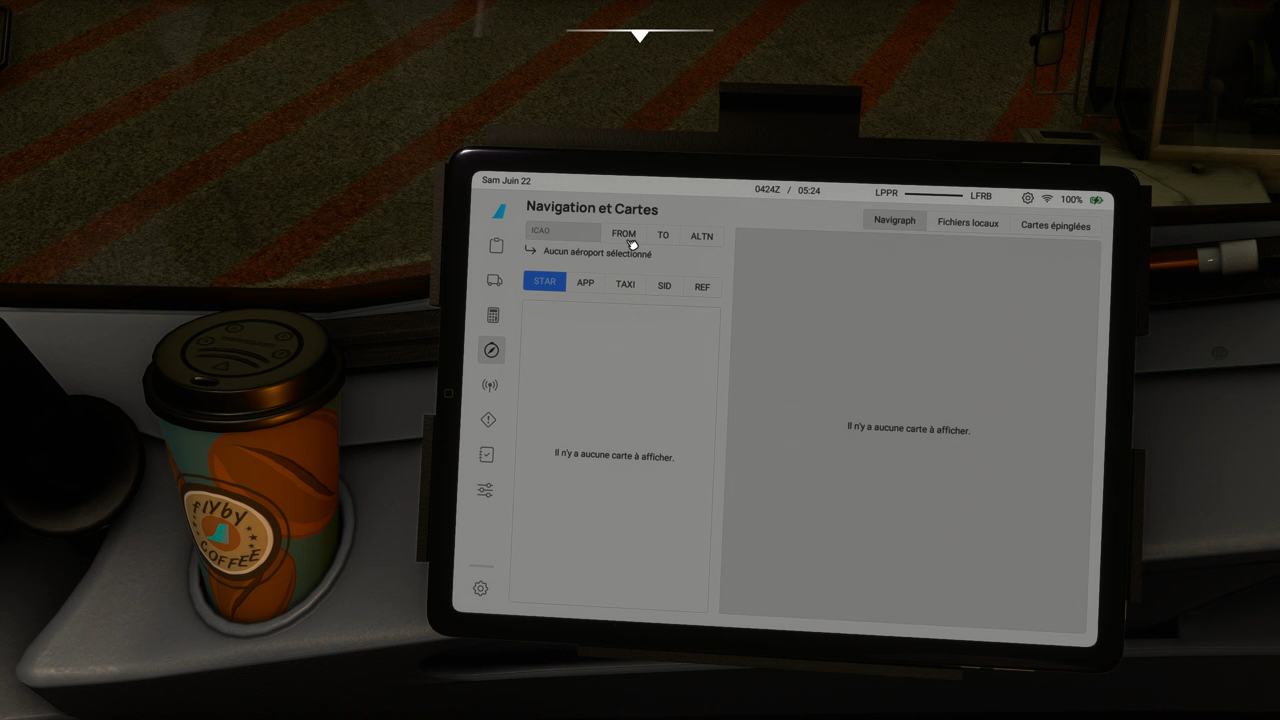 Sam Juin 22
0424Z / 05:24
LPPR LFRB
100%
Navigation et Cartes
Navigraph
Fichiers locaux
Cartes épinglées
ICAO
FROM
TO
ALTN
Aucun aéroport sélectionné
STAR
APP
TAXI
SID
REF
Il n'y a aucune carte à afficher.
Il n'y a aucune carte à afficher.
flyby
COFFEE